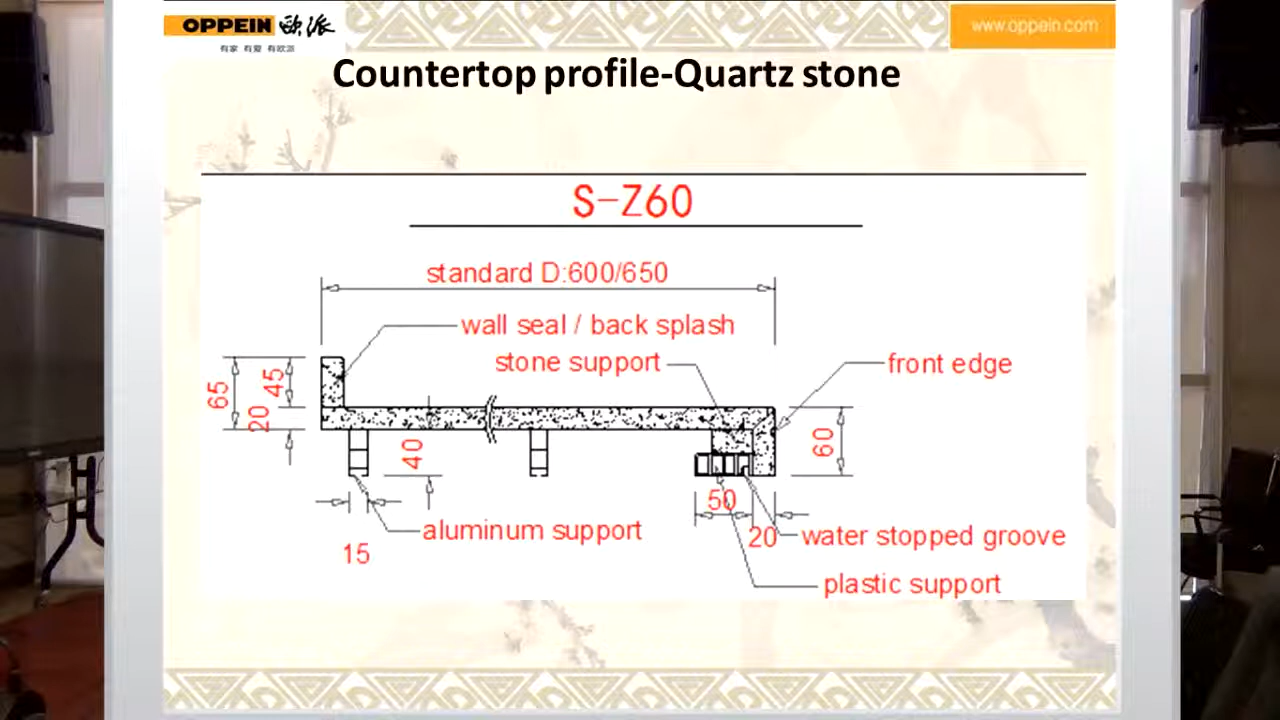 OPPEIN 欧派
有家 有爱 有欧派
www.oppein.com
Countertop profile-Quartz stone
S-Z60
standard D:600/650
wall seal / back splash
stone support
front edge
65
45
20
40
60
50
20
aluminum support
water stopped groove
15
plastic support